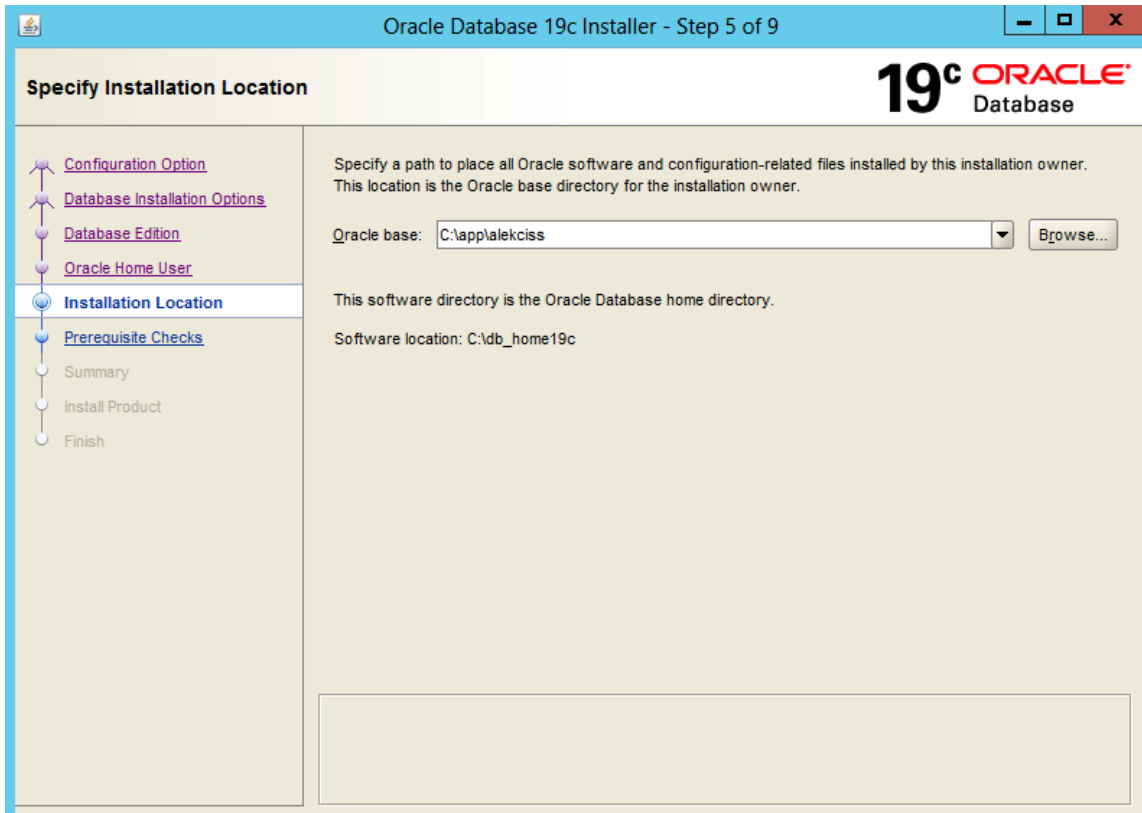 Oracle Database 19c Installer - Step 5 of 9
Specify Installation Location
19c ORACLE
Database
Configuration Option
Database Installation Options
Database Edition
Oracle Home User
Installation Location
Prerequisite Checks
Summary
Install Product
Finish
Specify a path to place all Oracle software and configuration-related files installed by this installation owner.
This location is the Oracle base directory for the installation owner.
Oracle base: C:\app\alekciss Browse...
This software directory is the Oracle Database home directory.
Software location: C:\db_home19c